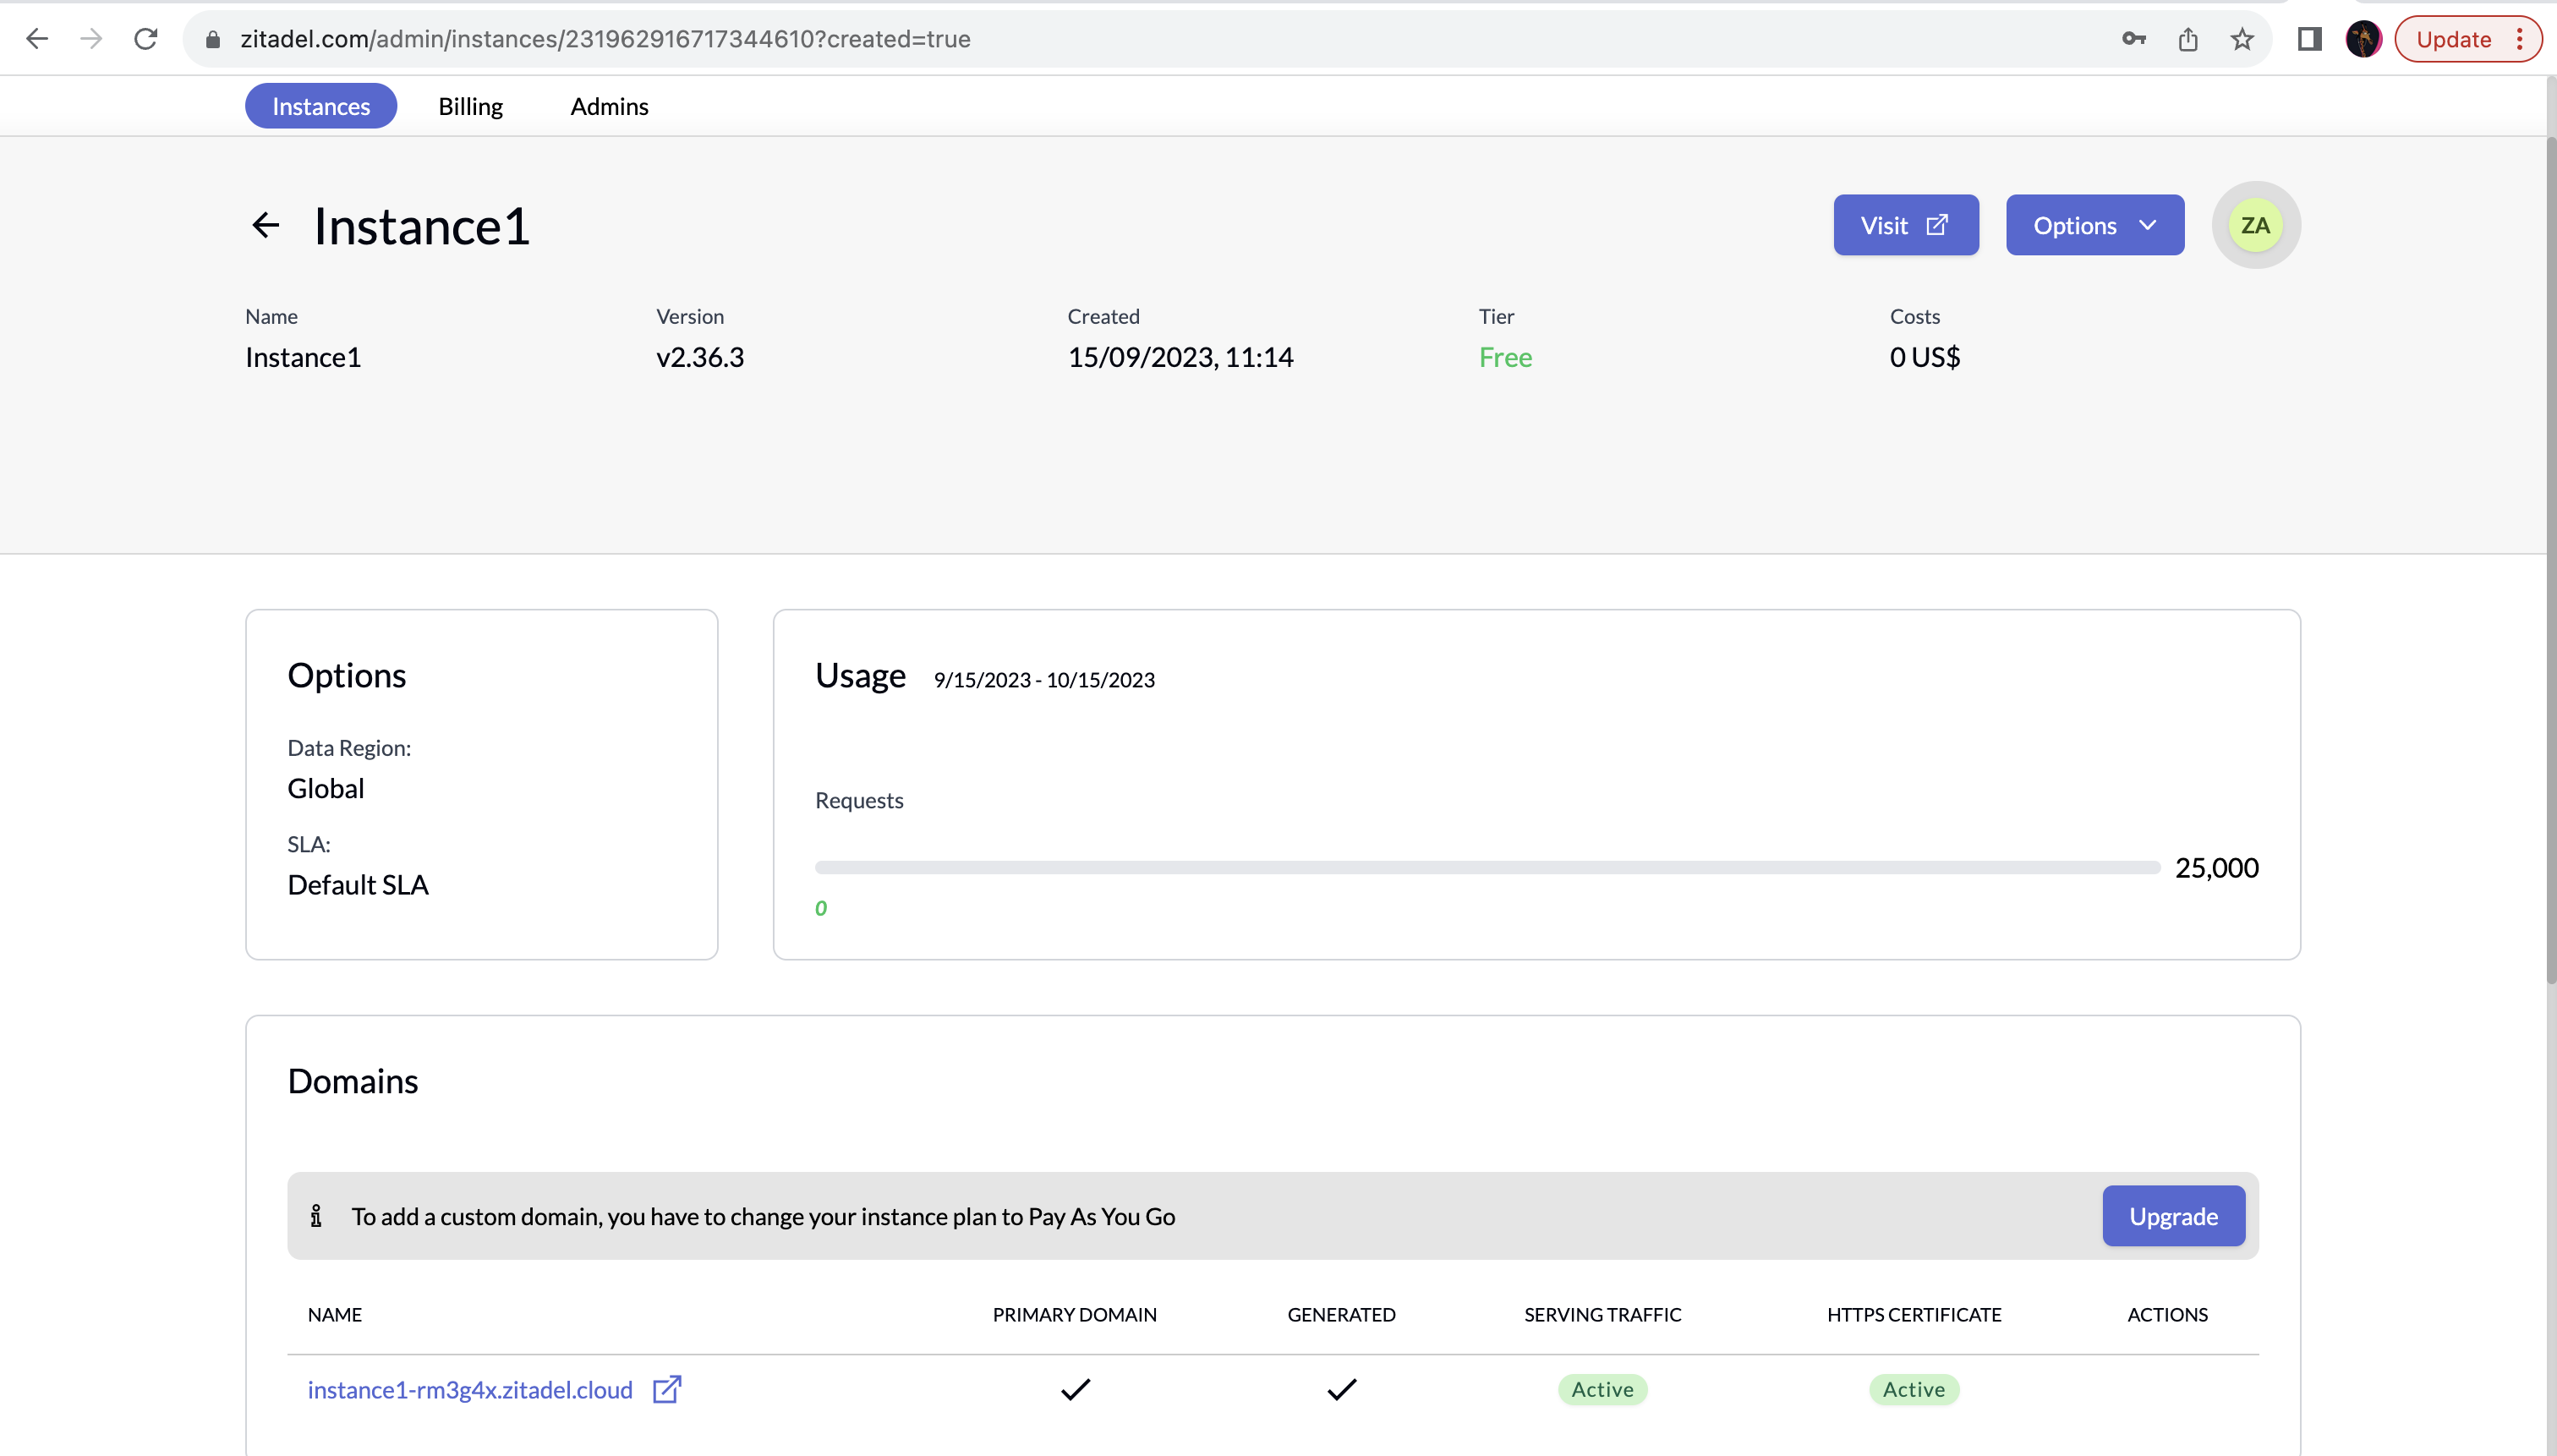 zitadel.com/admin/instances/231962916717344610?created=true
Update
Instances Billing Admins
Instance1
Visit
Options
ZA
Name Version Created Tier Costs
Instance1 v2.36.3 15/09/2023, 11:14 Free 0 US$
Options
Data Region:
Global
SLA:
Default SLA
Usage 9/15/2023 - 10/15/2023
Requests
25,000
0
Domains
To add a custom domain, you have to change your instance plan to Pay As You Go
Upgrade
NAME PRIMARY DOMAIN GENERATED SERVING TRAFFIC HTTPS CERTIFICATE ACTIONS
instance1-rm3g4x.zitadel.cloud Active Active